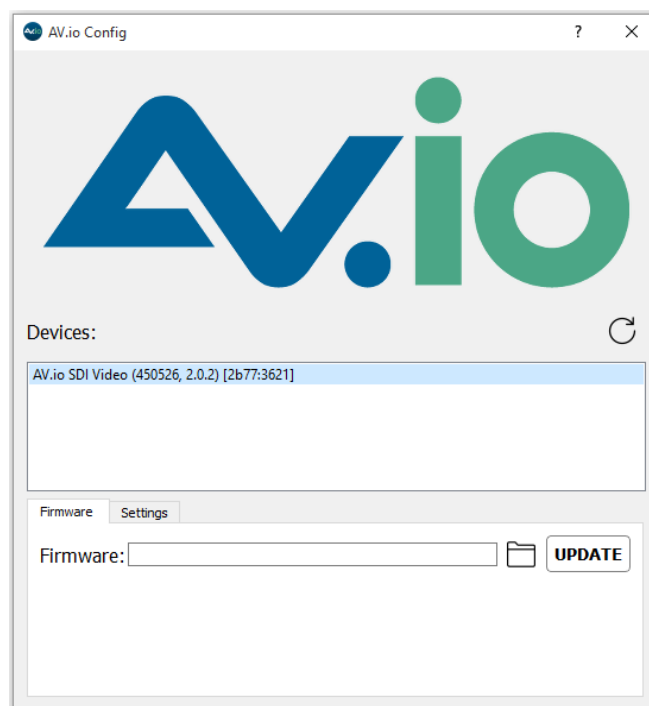 AV.io Config
AV.io
Devices:
AV.io SDI Video (450526, 2.0.2) [2b77:3621]
Firmware Settings
Firmware: UPDATE